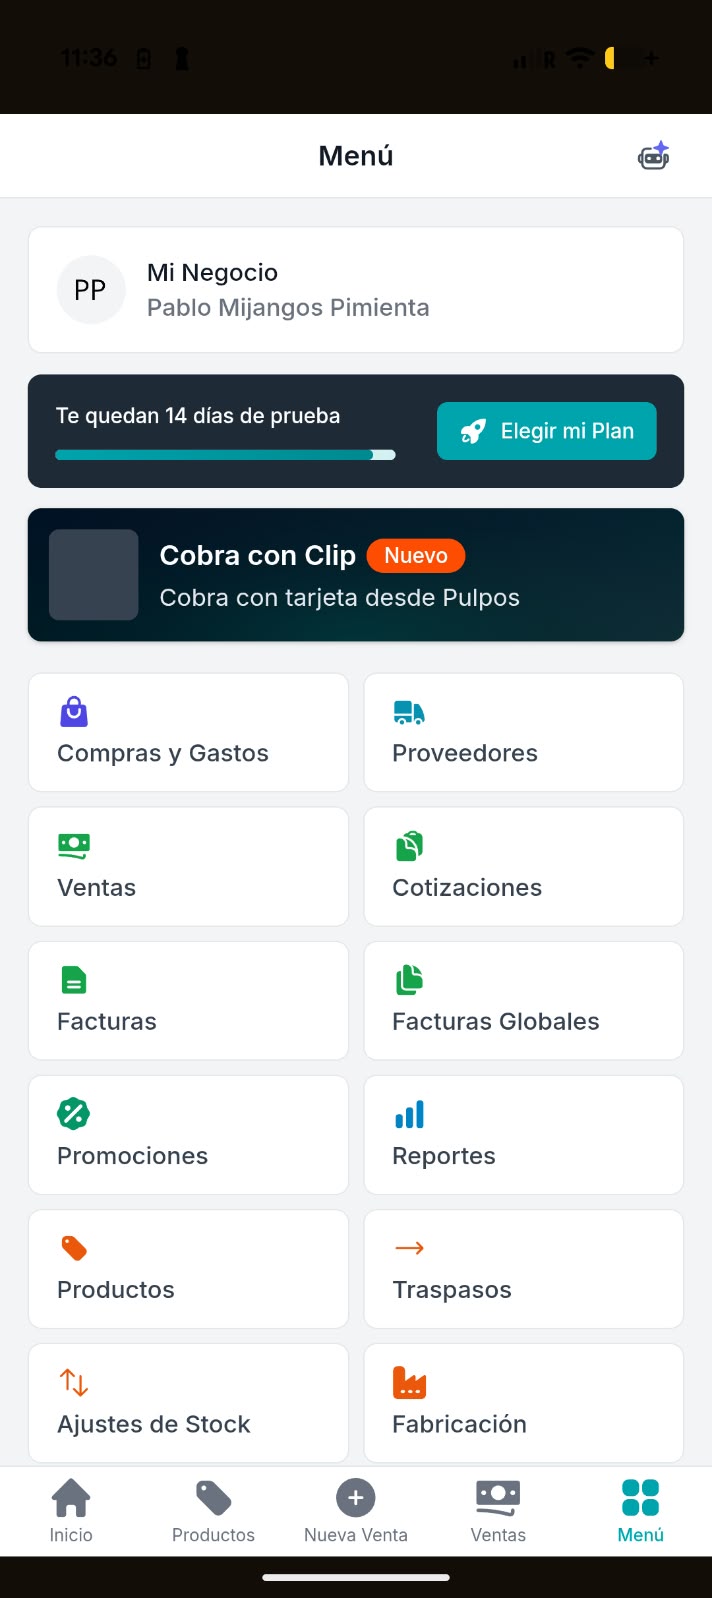 11:36
R
Menú
PP
Mi Negocio
Pablo Mijangos Pimienta
Te quedan 14 días de prueba
Elegir mi Plan
Cobra con Clip Nuevo
Cobra con tarjeta desde Pulpos
Compras y Gastos
Proveedores
Ventas
Cotizaciones
Facturas
Facturas Globales
Promociones
Reportes
Productos
Traspasos
Ajustes de Stock
Fabricación
Inicio
Productos
Nueva Venta
Ventas
Menú